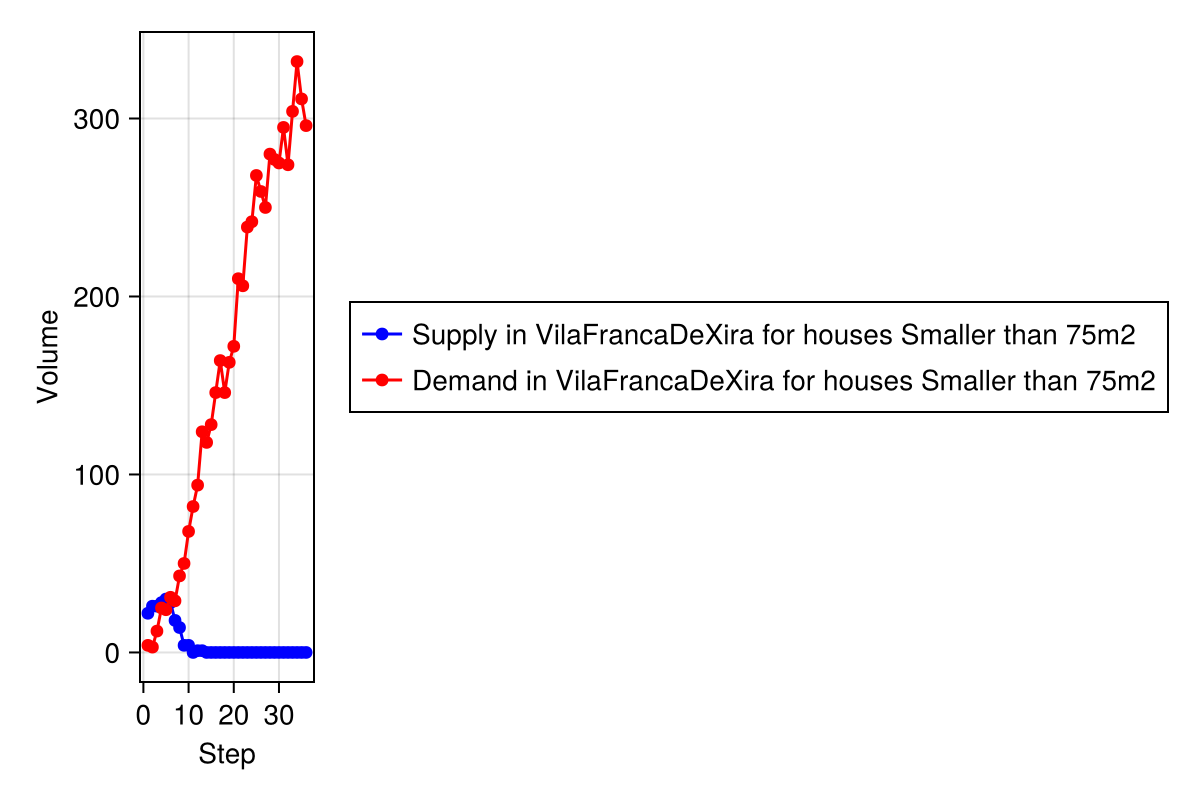 300
200
100
0
Volume
0 10 20 30
Step
Supply in VilaFrancaDeXira for houses Smaller than 75m2
Demand in VilaFrancaDeXira for houses Smaller than 75m2